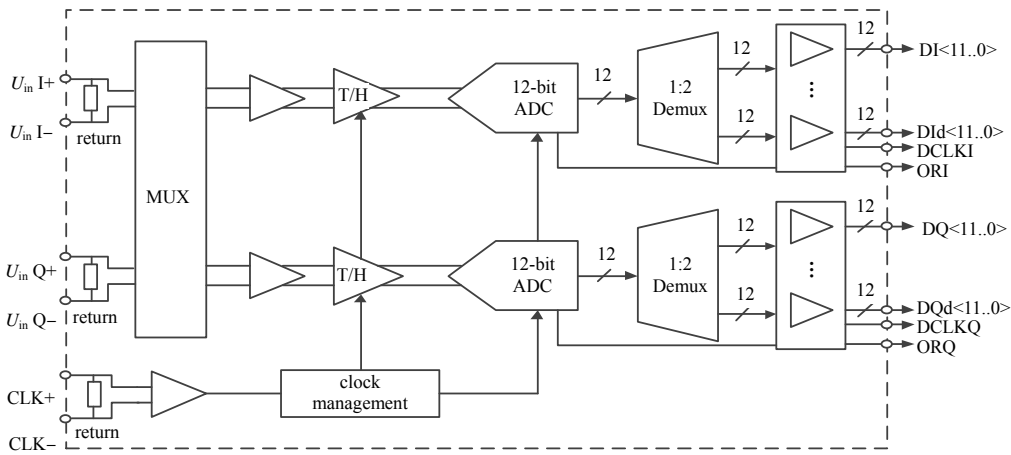 U_in I+
U_in I−
return
MUX
T/H
12-bit
ADC
12
1:2
Demux
12
12
...
12
DI<11..0>
12
DId<11..0>
DCLKI
ORI
U_in Q+
U_in Q−
return
T/H
12-bit
ADC
12
1:2
Demux
12
12
...
12
DQ<11..0>
12
DQd<11..0>
DCLKQ
ORQ
CLK+
CLK−
return
clock
management